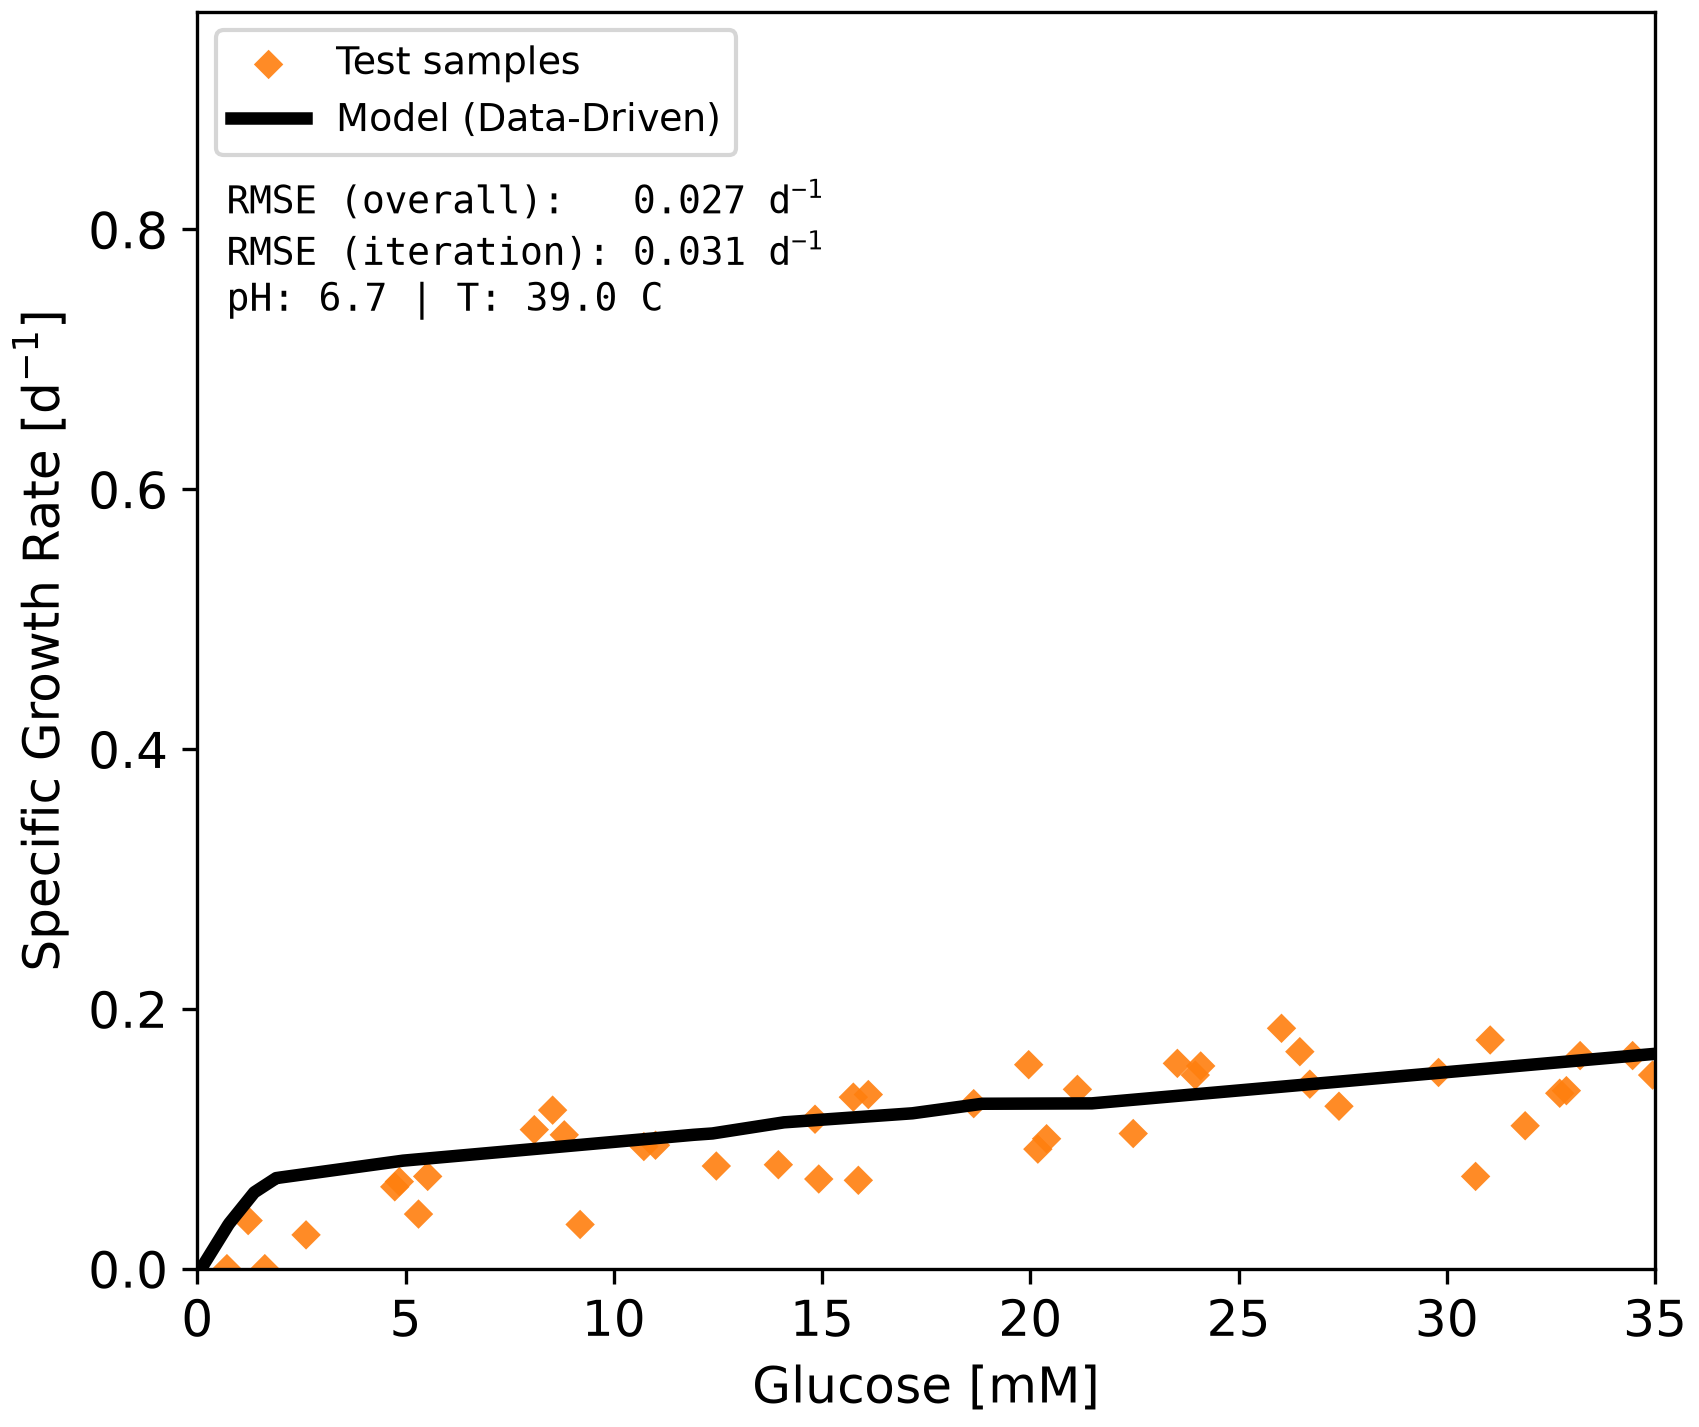 Test samples
Model (Data-Driven)
RMSE (overall): 0.027 d⁻¹
RMSE (iteration): 0.031 d⁻¹
pH: 6.7 | T: 39.0 C
Specific Growth Rate [d⁻¹]
0.8
0.6
0.4
0.2
0.0
0 5 10 15 20 25 30 35
Glucose [mM]